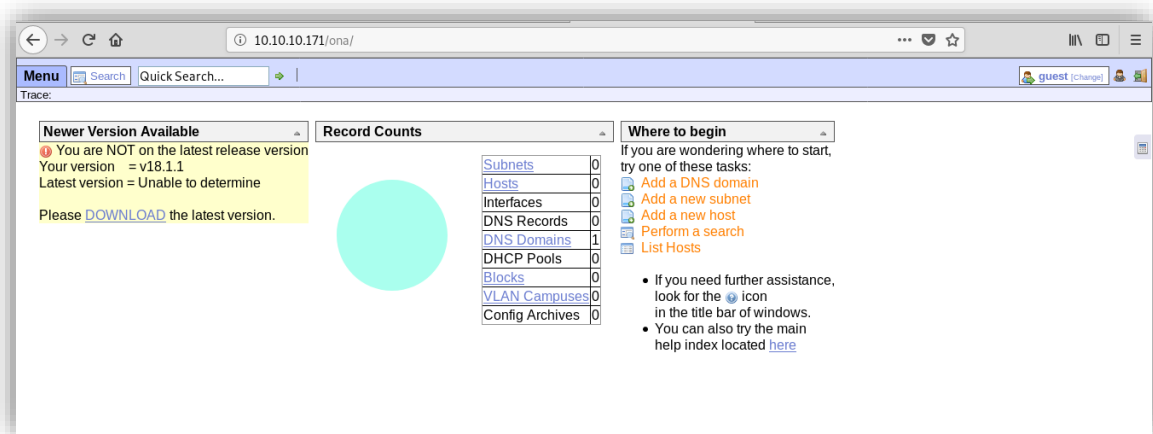 10.10.10.171/ona/
Menu Search Quick Search... guest [Change]
Trace:
Newer Version Available
You are NOT on the latest release version
Your version = v18.1.1
Latest version = Unable to determine
Please DOWNLOAD the latest version.
Record Counts
Subnets 0
Hosts 0
Interfaces 0
DNS Records 0
DNS Domains 1
DHCP Pools 0
Blocks 0
VLAN Campuses 0
Config Archives 0
Where to begin
If you are wondering where to start,
try one of these tasks:
Add a DNS domain
Add a new subnet
Add a new host
Perform a search
List Hosts
• If you need further assistance,
look for the icon
in the title bar of windows.
• You can also try the main
help index located here